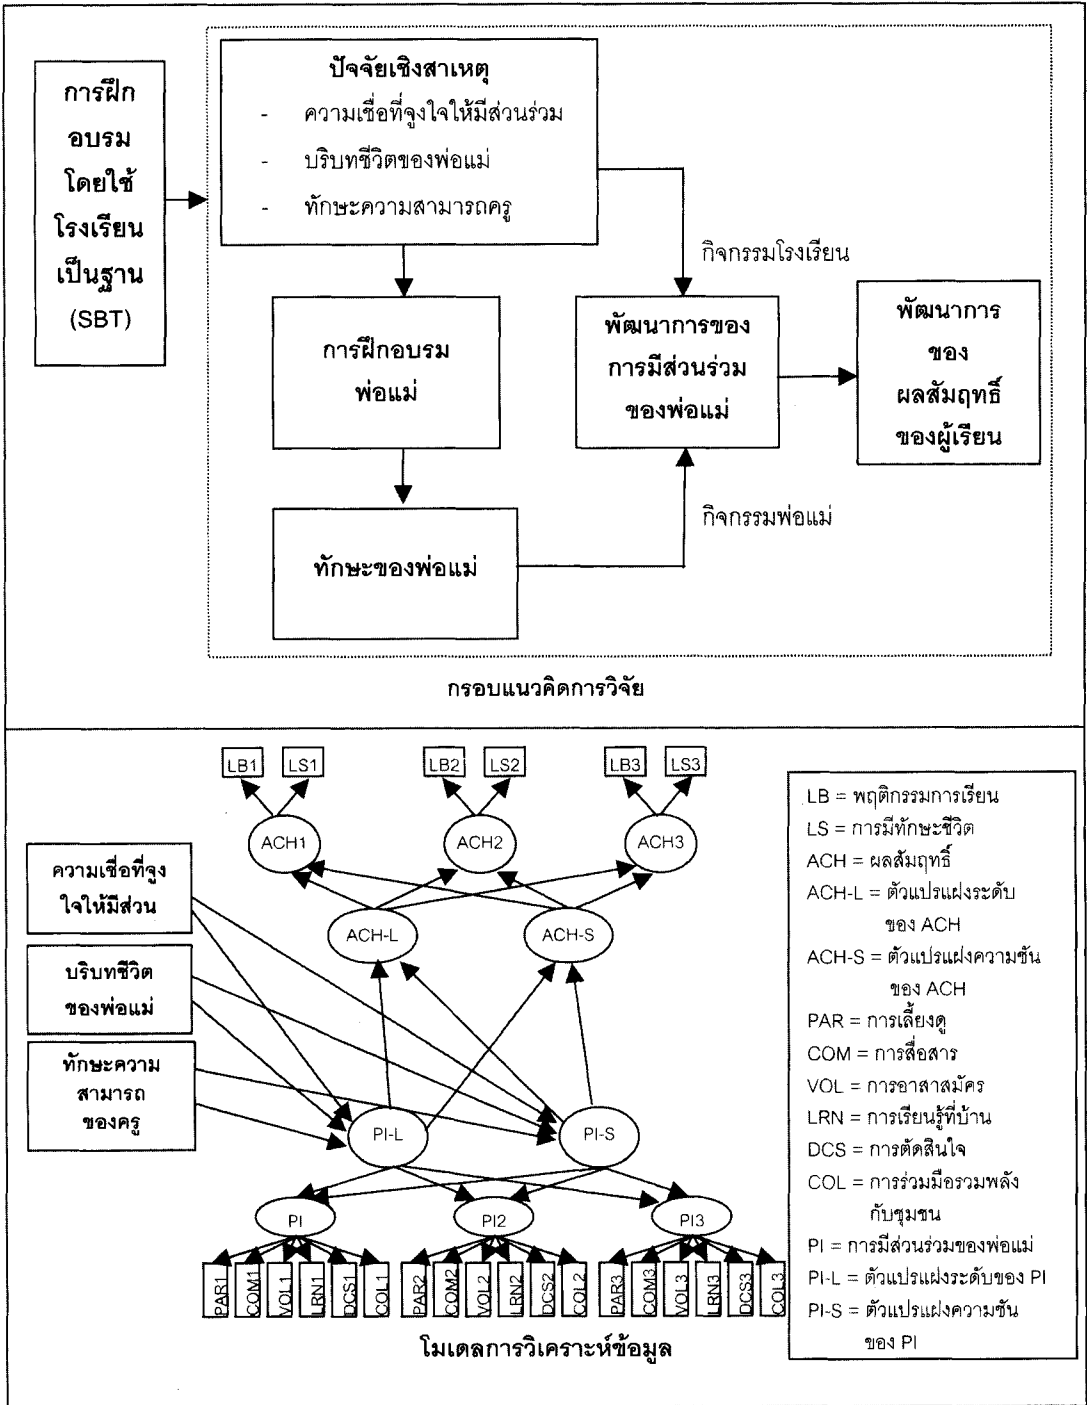 การฝึก
อบรม
โดยใช้
โรงเรียน
เป็นฐาน
(SBT)
ปัจจัยเชิงสาเหตุ
- ความเชื่อที่จูงใจให้มีส่วนร่วม
- บริบทชีวิตของพ่อแม่
- ทักษะความสามารถครู
กิจกรรมโรงเรียน
การฝึกอบรม
พ่อแม่
พัฒนาการของ
การมีส่วนร่วม
ของพ่อแม่
พัฒนาการ
ของ
ผลสัมฤทธิ์
ของผู้เรียน
ทักษะของพ่อแม่
กิจกรรมพ่อแม่
กรอบแนวคิดการวิจัย
LB1 LS1 LB2 LS2 LB3 LS3
ACH1 ACH2 ACH3
ความเชื่อที่จูง
ใจให้มีส่วน
ACH-L ACH-S
บริบทชีวิต
ของพ่อแม่
ทักษะความ
สามารถ
ของครู
PI-L PI-S
PI PI2 PI3
PAR1 COM1 VOL1 LRN1 DCS1 COL1 PAR2 COM2 VOL2 LRN2 DCS2 COL2 PAR3 COM3 VOL3 LRN3 DCS3 COL3
โมเดลการวิเคราะห์ข้อมูล
LB = พฤติกรรมการเรียน
LS = การมีทักษะชีวิต
ACH = ผลสัมฤทธิ์
ACH-L = ตัวแปรแฝงระดับ
ของ ACH
ACH-S = ตัวแปรแฝงความชัน
ของ ACH
PAR = การเลี้ยงดู
COM = การสื่อสาร
VOL = การอาสาสมัคร
LRN = การเรียนรู้ที่บ้าน
DCS = การตัดสินใจ
COL = การร่วมมือรวมพลัง
กับชุมชน
PI = การมีส่วนร่วมของพ่อแม่
PI-L = ตัวแปรแฝงระดับของ PI
PI-S = ตัวแปรแฝงความชัน
ของ PI